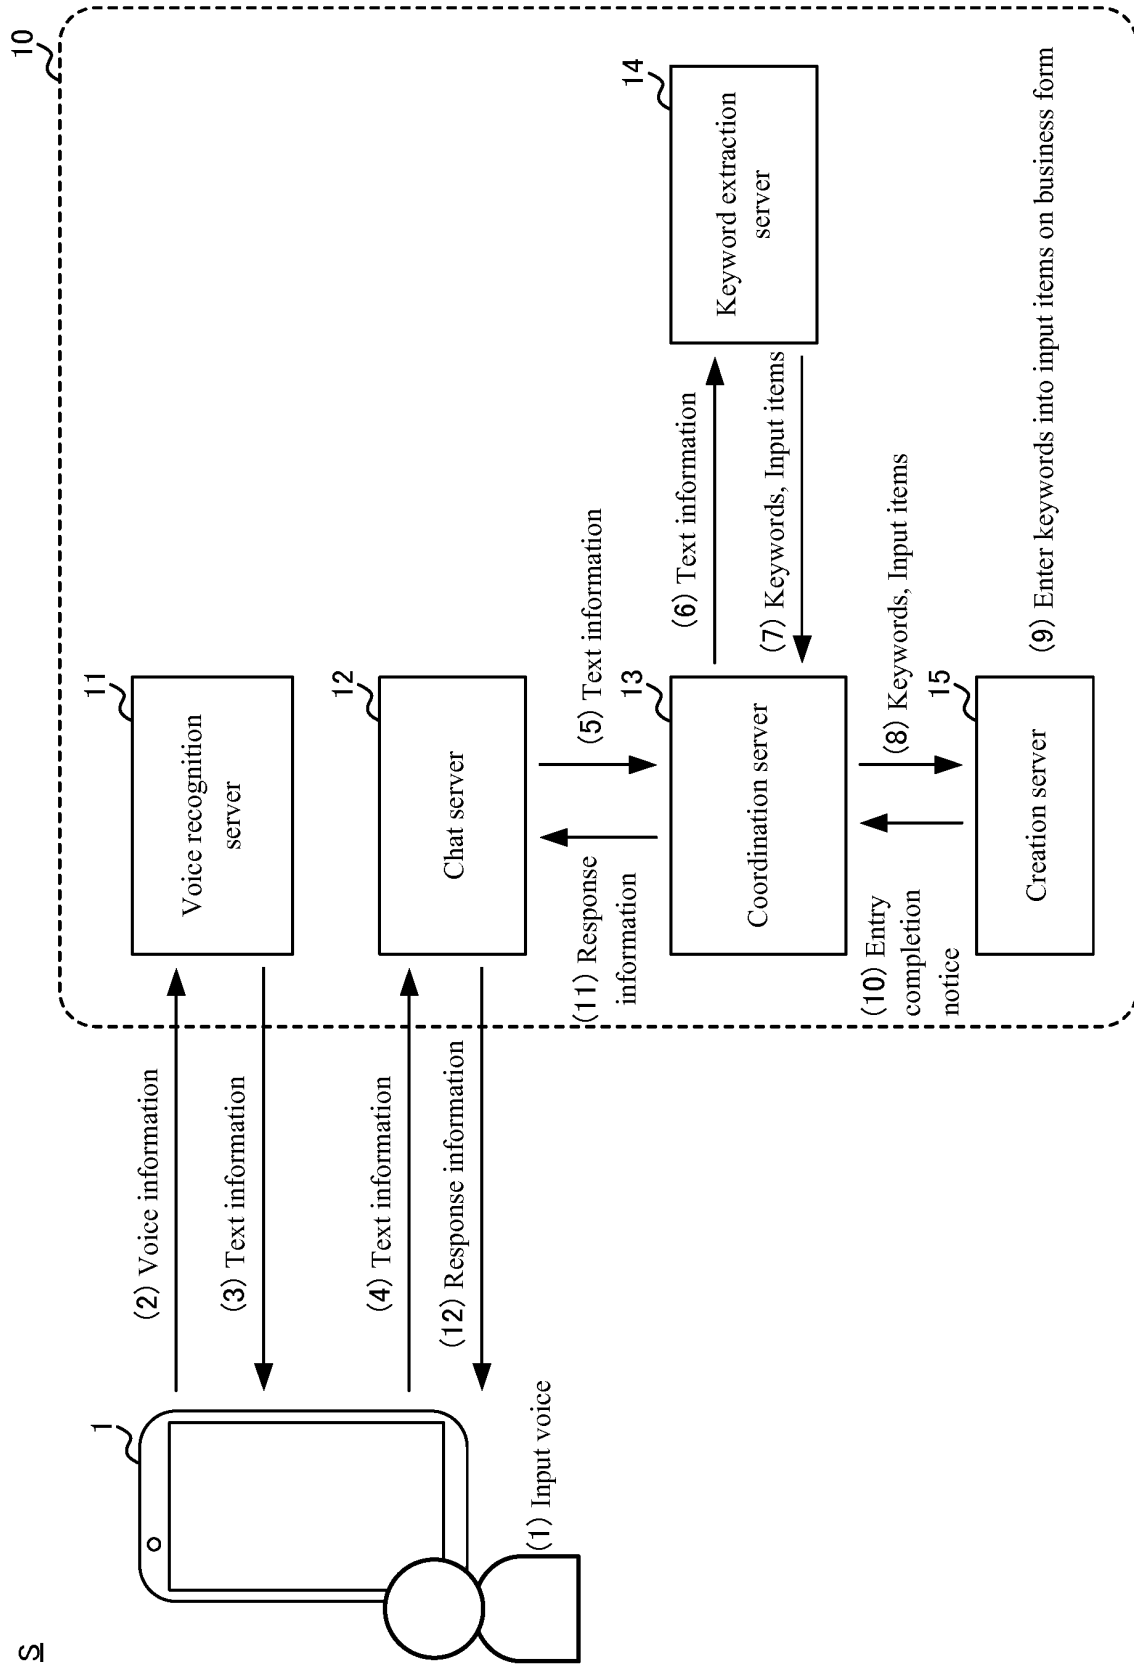 S
10
1
(1) Input voice
(2) Voice information
(3) Text information
(4) Text information
(12) Response information
11
Voice recognition
server
12
Chat server
(5) Text information
(11) Response
information
13
Coordination server
(6) Text information
(7) Keywords, Input items
14
Keyword extraction
server
(8) Keywords, Input items
(10) Entry
completion
notice
15
Creation server
(9) Enter keywords into input items on business form